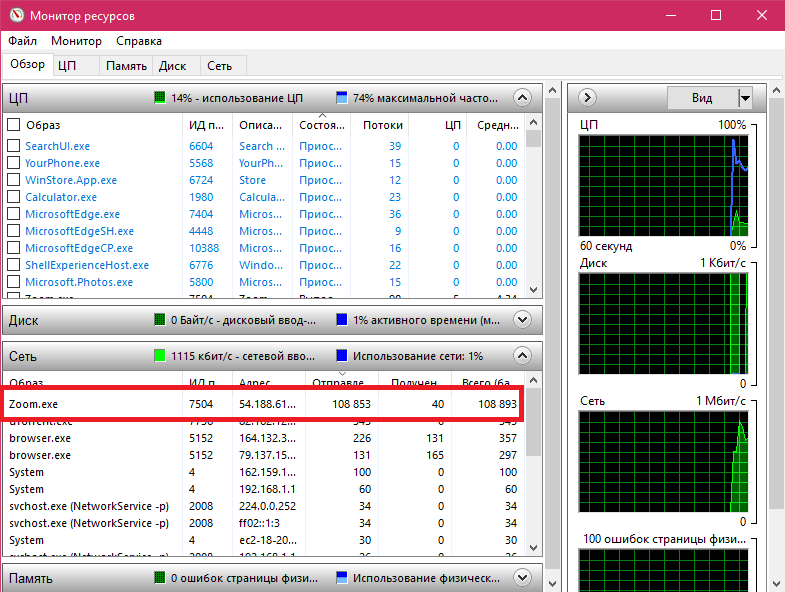 Монитор ресурсов
Файл Монитор Справка
Обзор ЦП Память Диск Сеть
ЦП 14% - использование ЦП 74% максимальной часто...
Образ ИД п... Описа... Состоя... Потоки ЦП Средн...
SearchUI.exe 6604 Search ... Приос... 39 0 0.00
YourPhone.exe 5568 YourPh... Приос... 15 0 0.00
WinStore.App.exe 6724 Store Приос... 12 0 0.00
Calculator.exe 1980 Calcula... Приос... 23 0 0.00
MicrosoftEdge.exe 7404 Micros... Приос... 36 0 0.00
MicrosoftEdgeSH.exe 4448 Micros... Приос... 9 0 0.00
MicrosoftEdgeCP.exe 10388 Micros... Приос... 16 0 0.00
ShellExperienceHost.exe 6776 Windo... Приос... 22 0 0.00
Microsoft.Photos.exe 5800 Micros... Приос... 15 0 0.00
Диск 0 Байт/с - дисковый ввод-... 1% активного времени (м...
Сеть 1115 кбит/с - сетевой вво... Использование сети: 1%
Образ ИД п... Адрес Отправле... Получен... Всего (ба...
Zoom.exe 7504 54.188.61... 108 853 40 108 893
browser.exe 5152 164.132.3... 226 131 357
browser.exe 5152 79.137.15... 131 165 297
System 4 162.159.1... 100 0 100
System 4 192.168.1.1 60 0 60
svchost.exe (NetworkService -p) 2008 224.0.0.252 34 0 34
svchost.exe (NetworkService -p) 2008 ff02::1:3 34 0 34
System 4 ec2-18-20... 30 0 30
Память 0 ошибок страницы физи... Использование физическ...
Вид
ЦП 100%
60 секунд 0%
Диск 1 Кбит/с
0
Сеть 1 Мбит/с
0
100 ошибок страницы физи...